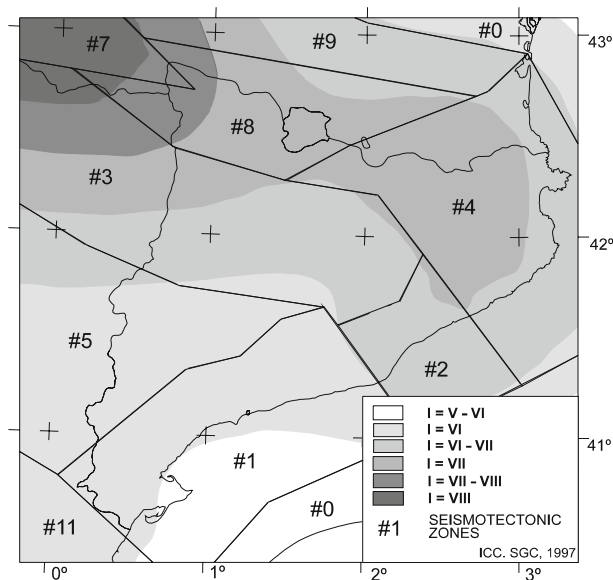 #7
#9
#0
43°
#8
#3
#4
42°
#5
#2
I = V - VI
I = VI
I = VI - VII
I = VII
I = VII - VIII
I = VIII
#1 SEISMOTECTONIC
ZONES
ICC. SGC, 1997
41°
#1
#0
#11
0°
1°
2°
3°